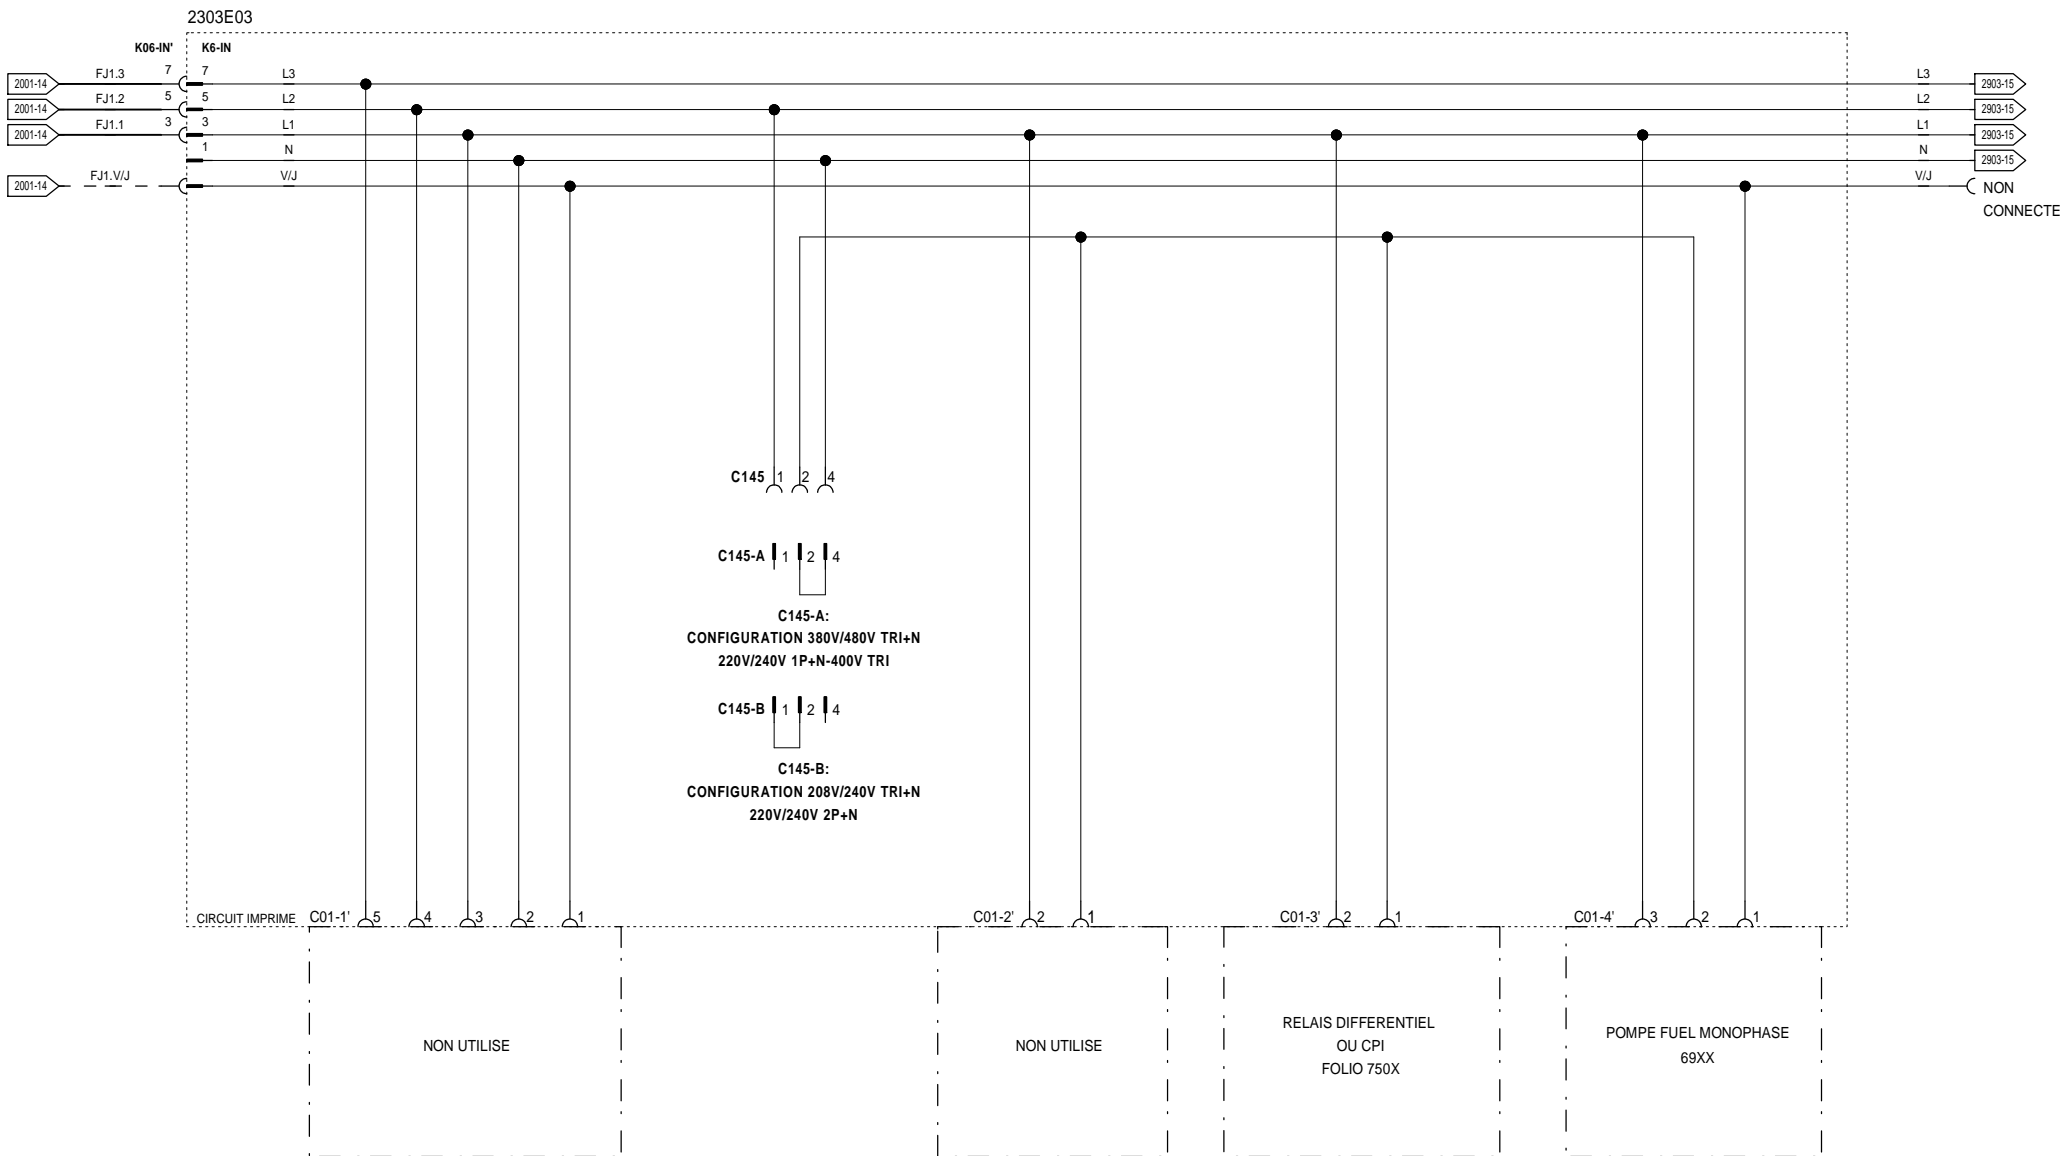 2303E03
K06-IN' K6-IN
2001-14 FJ1.3 7 7 L3 L3 2903-15
2001-14 FJ1.2 5 5 L2 L2 2903-15
2001-14 FJ1.1 3 3 L1 L1 2903-15
1 N N 2903-15
2001-14 FJ1.V/J V/J V/J NON
CONNECTE
C145 1 2 4
C145-A 1 2 4
C145-A:
CONFIGURATION 380V/480V TRI+N
220V/240V 1P+N-400V TRI
C145-B 1 2 4
C145-B:
CONFIGURATION 208V/240V TRI+N
220V/240V 2P+N
CIRCUIT IMPRIME C01-1' 5 4 3 2 1 C01-2' 2 1 C01-3' 2 1 C01-4' 3 2 1
NON UTILISE
NON UTILISE
RELAIS DIFFERENTIEL
OU CPI
FOLIO 750X
POMPE FUEL MONOPHASE
69XX